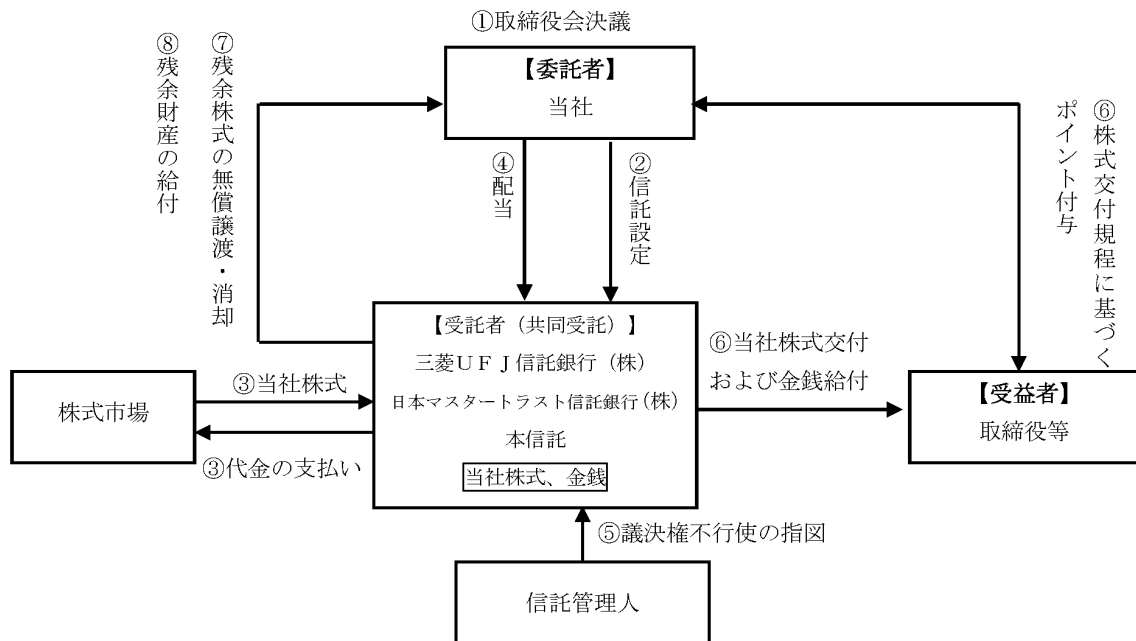 ①取締役会決議
【委託者】
当社
⑧残余財産の給付
⑦残余株式の無償譲渡・消却
④配当
②信託設定
⑥株式交付規程に基づく
ポイント付与
【受託者（共同受託）】
三菱ＵＦＪ信託銀行（株）
日本マスタートラスト信託銀行(株)
本信託
当社株式、金銭
株式市場
③当社株式
③代金の支払い
⑥当社株式交付
および金銭給付
【受益者】
取締役等
⑤議決権不行使の指図
信託管理人